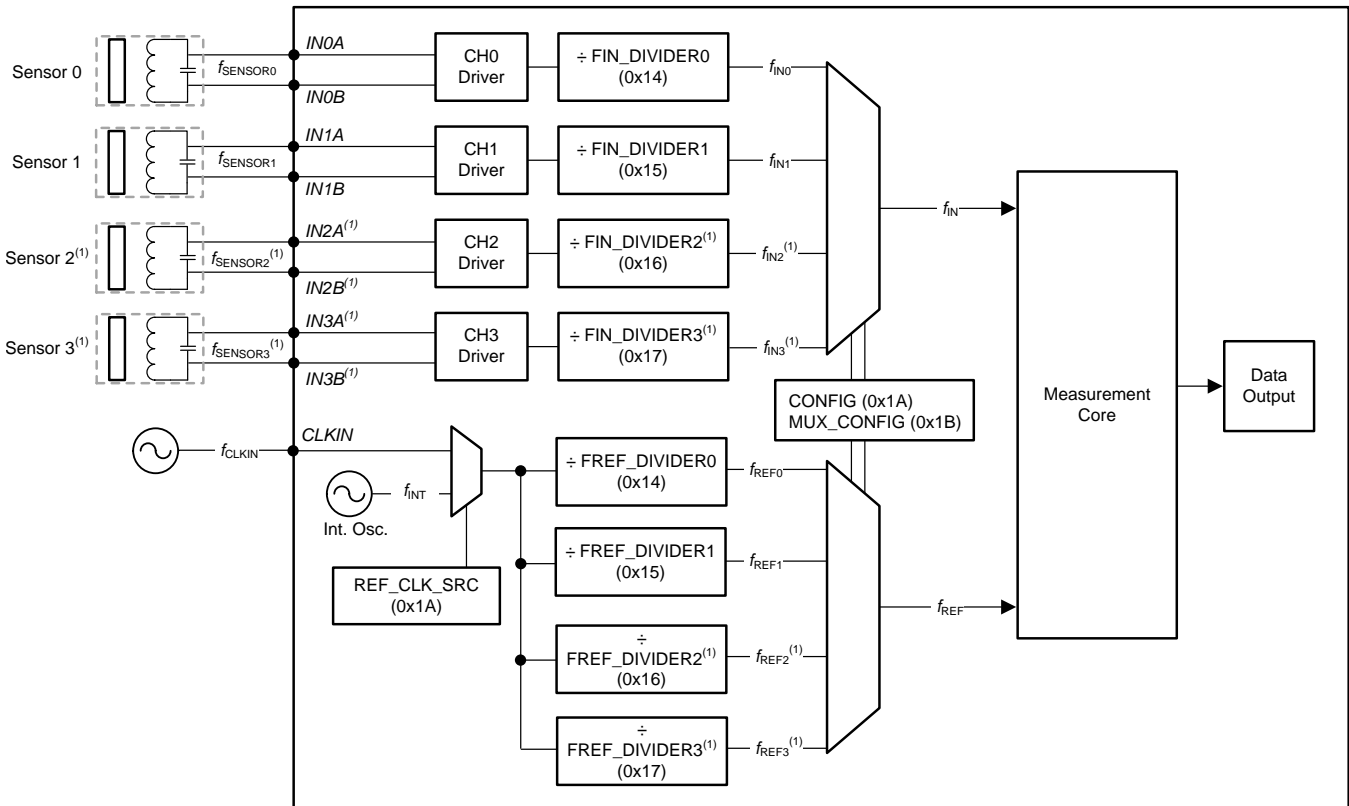 Sensor 0
fSENSOR0
IN0A
IN0B
CH0
Driver
÷ FIN_DIVIDER0
(0x14)
fIN0
Sensor 1
fSENSOR1
IN1A
IN1B
CH1
Driver
÷ FIN_DIVIDER1
(0x15)
fIN1
Sensor 2(1)
fSENSOR2(1)
IN2A(1)
IN2B(1)
CH2
Driver
÷ FIN_DIVIDER2(1)
(0x16)
fIN2(1)
Sensor 3(1)
fSENSOR3(1)
IN3A(1)
IN3B(1)
CH3
Driver
÷ FIN_DIVIDER3(1)
(0x17)
fIN3(1)
fIN
CONFIG (0x1A)
MUX_CONFIG (0x1B)
Measurement
Core
Data
Output
fCLKIN
CLKIN
fINT
Int. Osc.
REF_CLK_SRC
(0x1A)
÷ FREF_DIVIDER0
(0x14)
fREF0
÷ FREF_DIVIDER1
(0x15)
fREF1
÷
FREF_DIVIDER2(1)
(0x16)
fREF2(1)
÷
FREF_DIVIDER3(1)
(0x17)
fREF3(1)
fREF